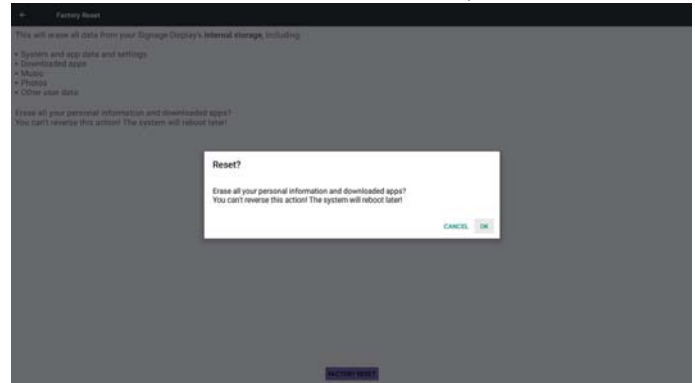 Factory Reset
This will erase all data from your Signage Display's internal storage, including:
• System and app data and settings
• Downloaded apps
• Music
• Photos
• Other user data
Erase all your personal information and downloaded apps?
You can't reverse this action! The system will reboot later!
Reset?
Erase all your personal information and downloaded apps?
You can't reverse this action! The system will reboot later!
CANCEL OK
FACTORY RESET